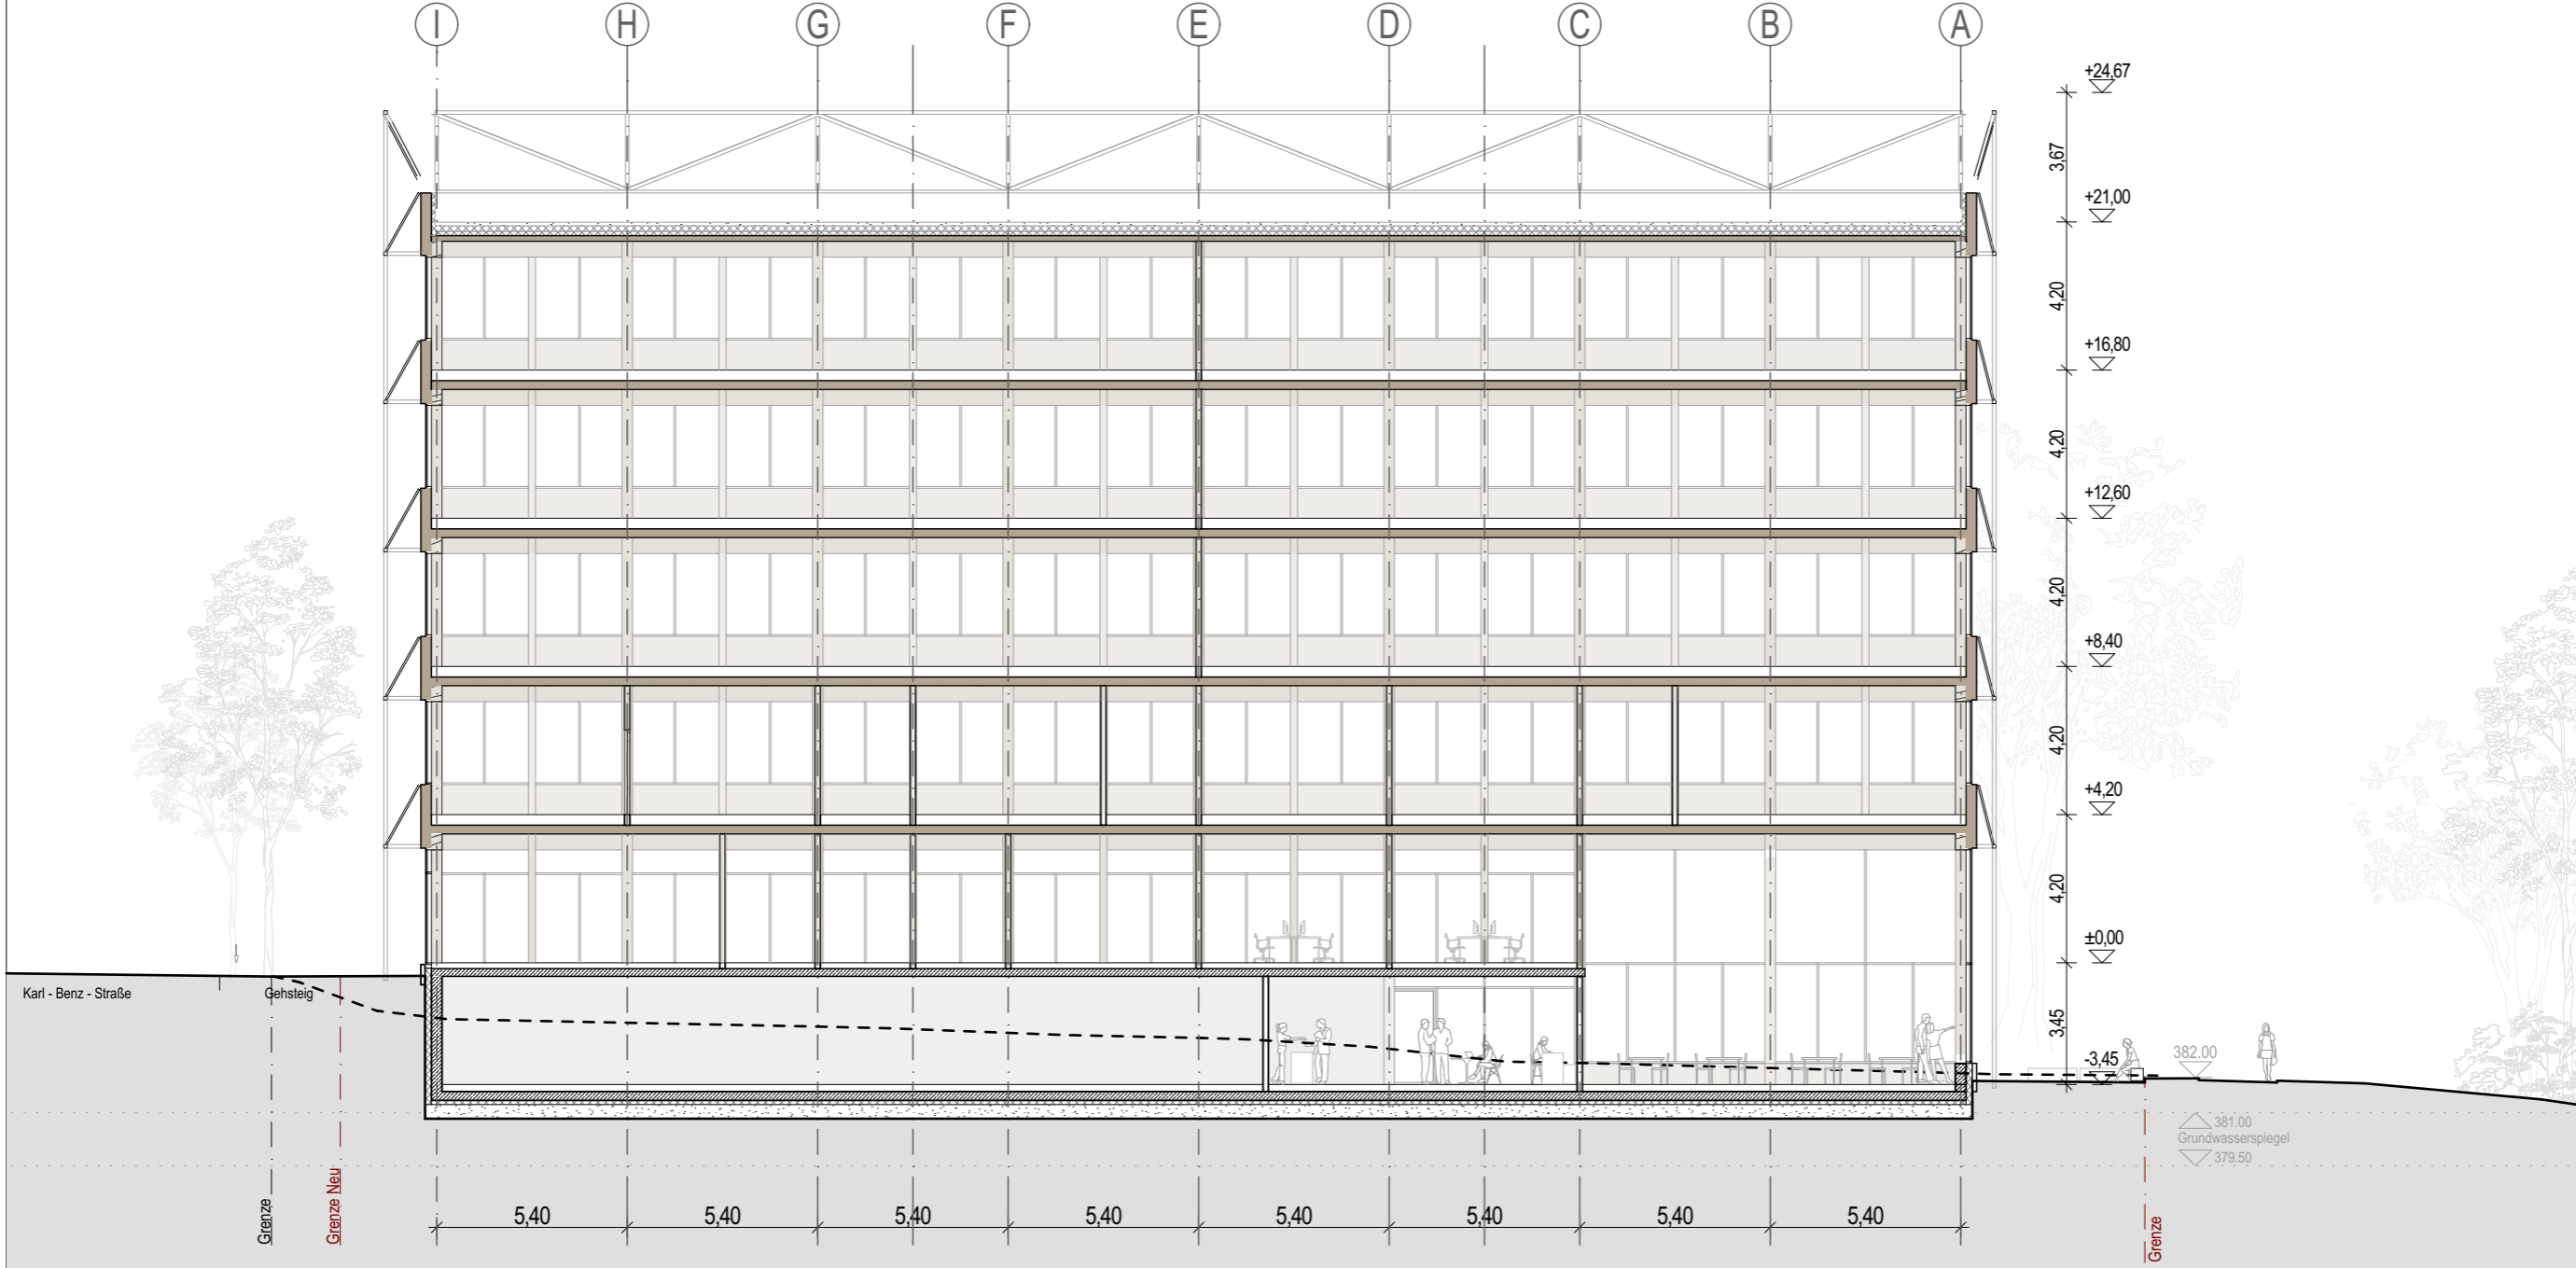 I H G F E D C B A
+24,67
3,67
+21,00
4,20
+16,80
4,20
+12,60
4,20
+8,40
4,20
+4,20
4,20
±0,00
3,45
-3,45
382.00
381.00
Grundwasserspiegel
379.50
Karl - Benz - Straße
Gehsteig
Grenze
Grenze Neu
5,40 5,40 5,40 5,40 5,40 5,40 5,40 5,40
Grenze